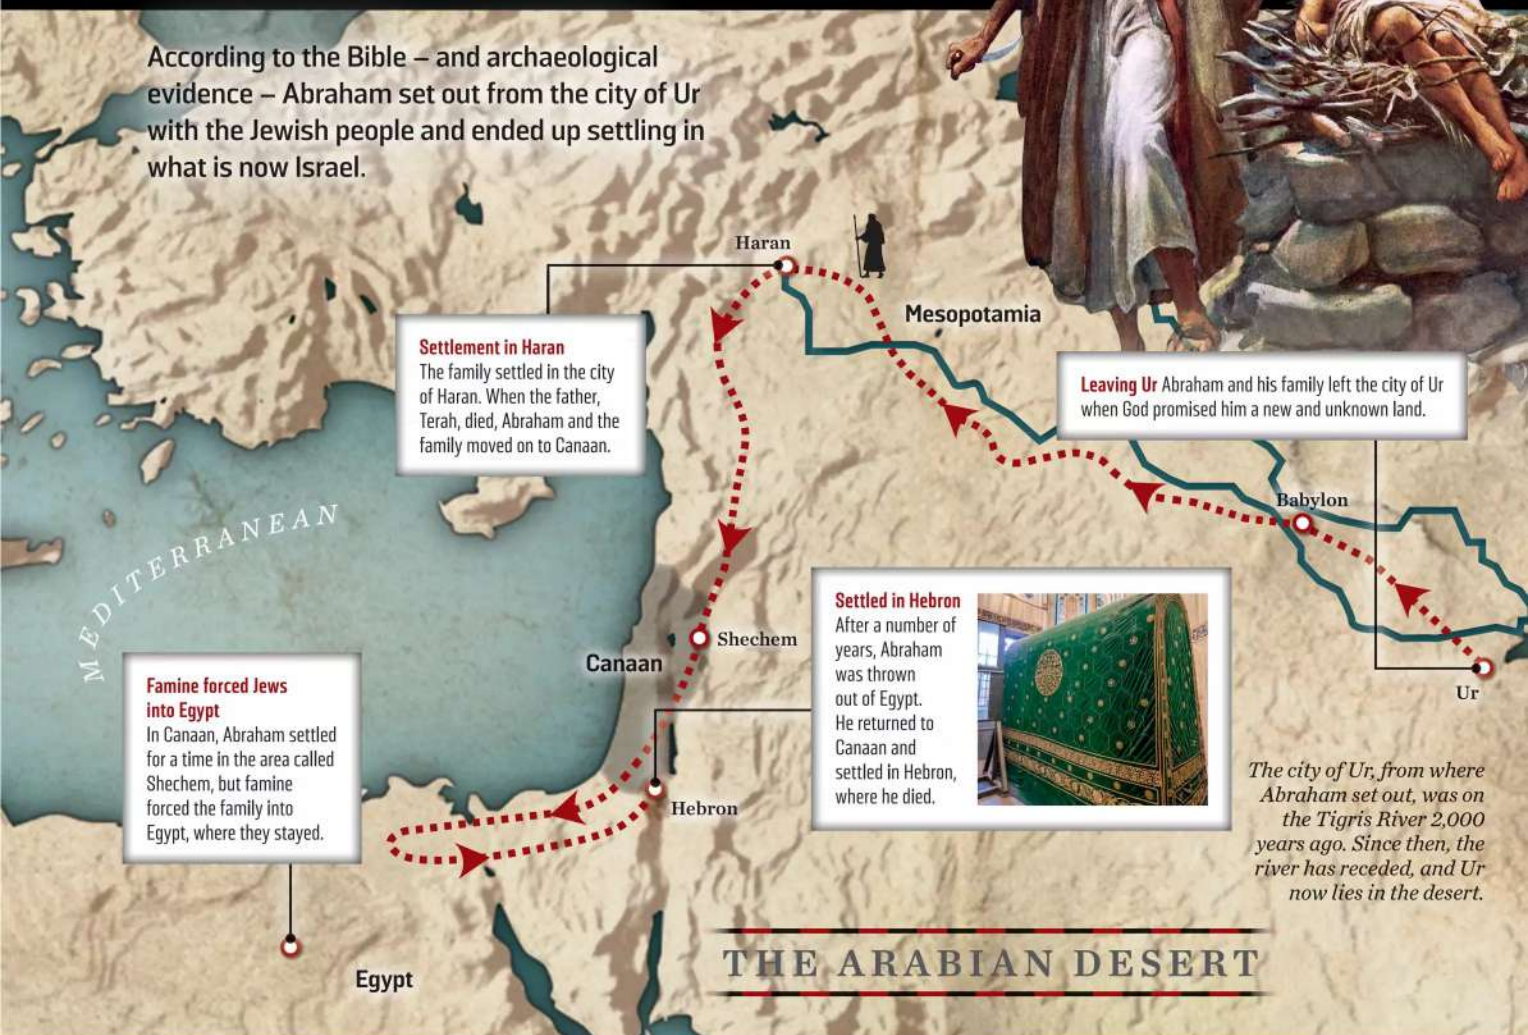 According to the Bible – and archaeological
evidence – Abraham set out from the city of Ur
with the Jewish people and ended up settling in
what is now Israel.
Haran
Mesopotamia
Settlement in Haran
The family settled in the city
of Haran. When the father,
Terah, died, Abraham and the
family moved on to Canaan.
Leaving Ur Abraham and his family left the city of Ur
when God promised him a new and unknown land.
MEDITERRANEAN
Babylon
Settled in Hebron
After a number of
years, Abraham
was thrown
out of Egypt.
He returned to
Canaan and
settled in Hebron,
where he died.
Shechem
Canaan
Famine forced Jews
into Egypt
In Canaan, Abraham settled
for a time in the area called
Shechem, but famine
forced the family into
Egypt, where they stayed.
Ur
Hebron
The city of Ur, from where
Abraham set out, was on
the Tigris River 2,000
years ago. Since then, the
river has receded, and Ur
now lies in the desert.
THE ARABIAN DESERT
Egypt